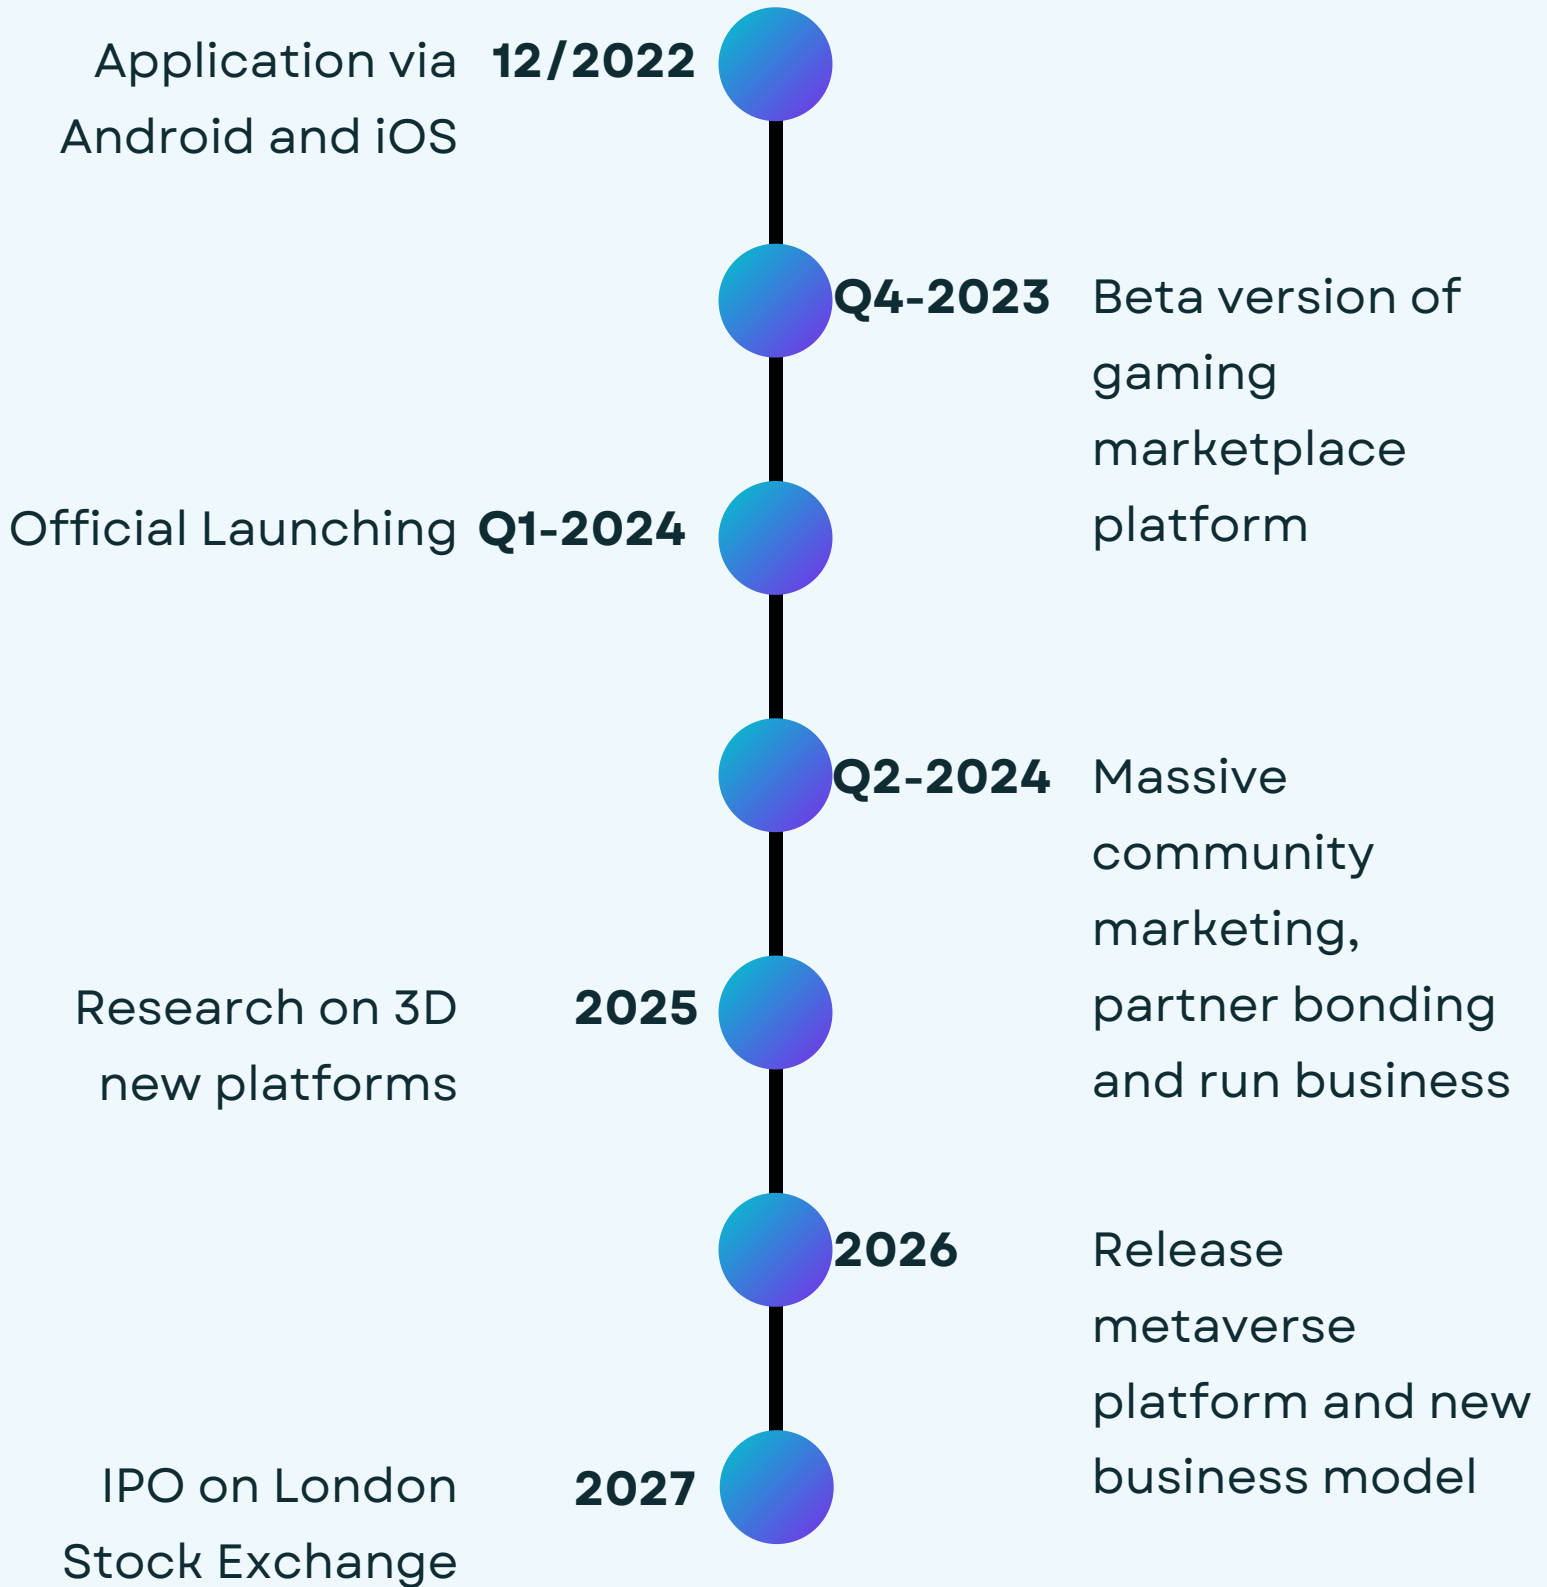 12/2022
Application via
Android and iOS
Q4-2023
Beta version of
gaming
marketplace
platform
Q1-2024
Official Launching
Q2-2024
Massive
community
marketing,
partner bonding
and run business
2025
Research on 3D
new platforms
2026
Release
metaverse
platform and new
business model
2027
IPO on London
Stock Exchange